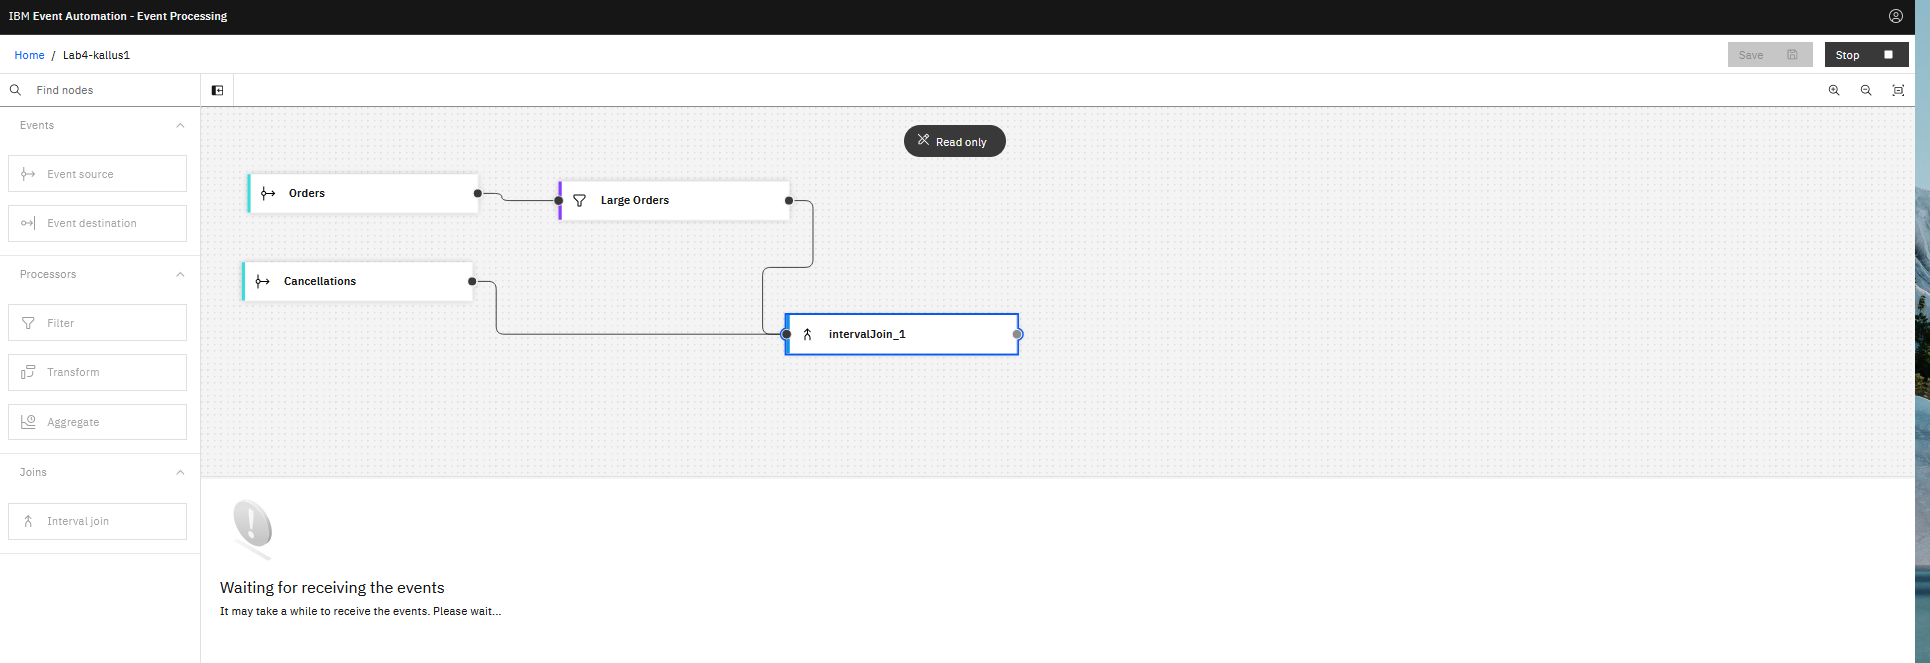 IBM Event Automation - Event Processing
Home / Lab4-kallus1
Save
Stop
Find nodes
Events
Event source
Event destination
Processors
Filter
Transform
Aggregate
Joins
Interval join
Read only
Orders
Large Orders
Cancellations
intervalJoin_1
Waiting for receiving the events
It may take a while to receive the events. Please wait...